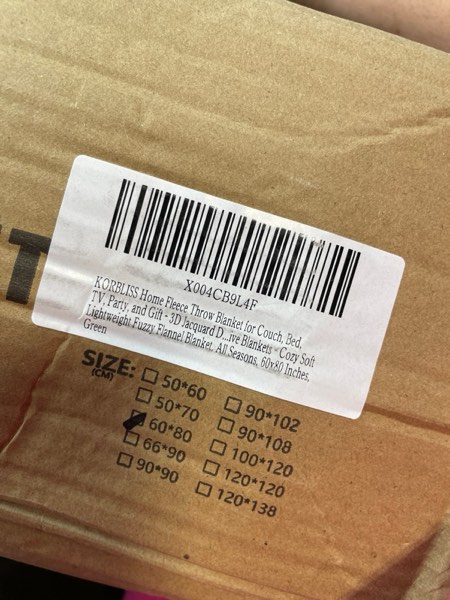 T
X004CB9L4F
KORBLISS Home Fleece Throw Blanket for Couch, Bed,
TV, Party, and Gift - 3D Jacquard D...ive Blankets - Cozy Soft
Lightweight Fuzzy Flannel Blanket, All Seasons, 60x80 Inches,
Green
SIZE:
(CM)
50*60
50*70
60*80
66*90
90*90
90*102
90*108
100*120
120*120
120*138